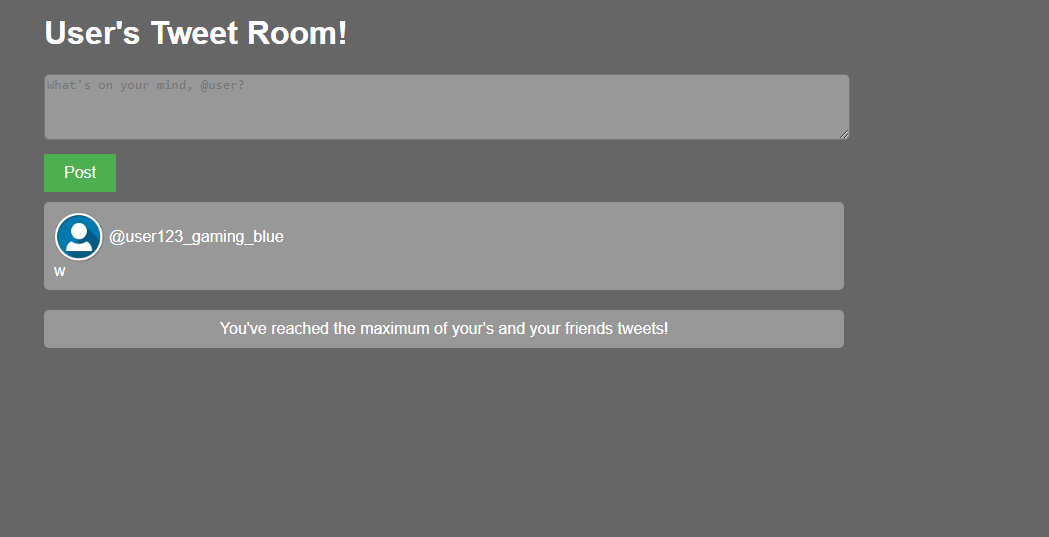 User's Tweet Room!
What's on your mind, @user?
Post
@user123_gaming_blue
w
You've reached the maximum of your's and your friends tweets!